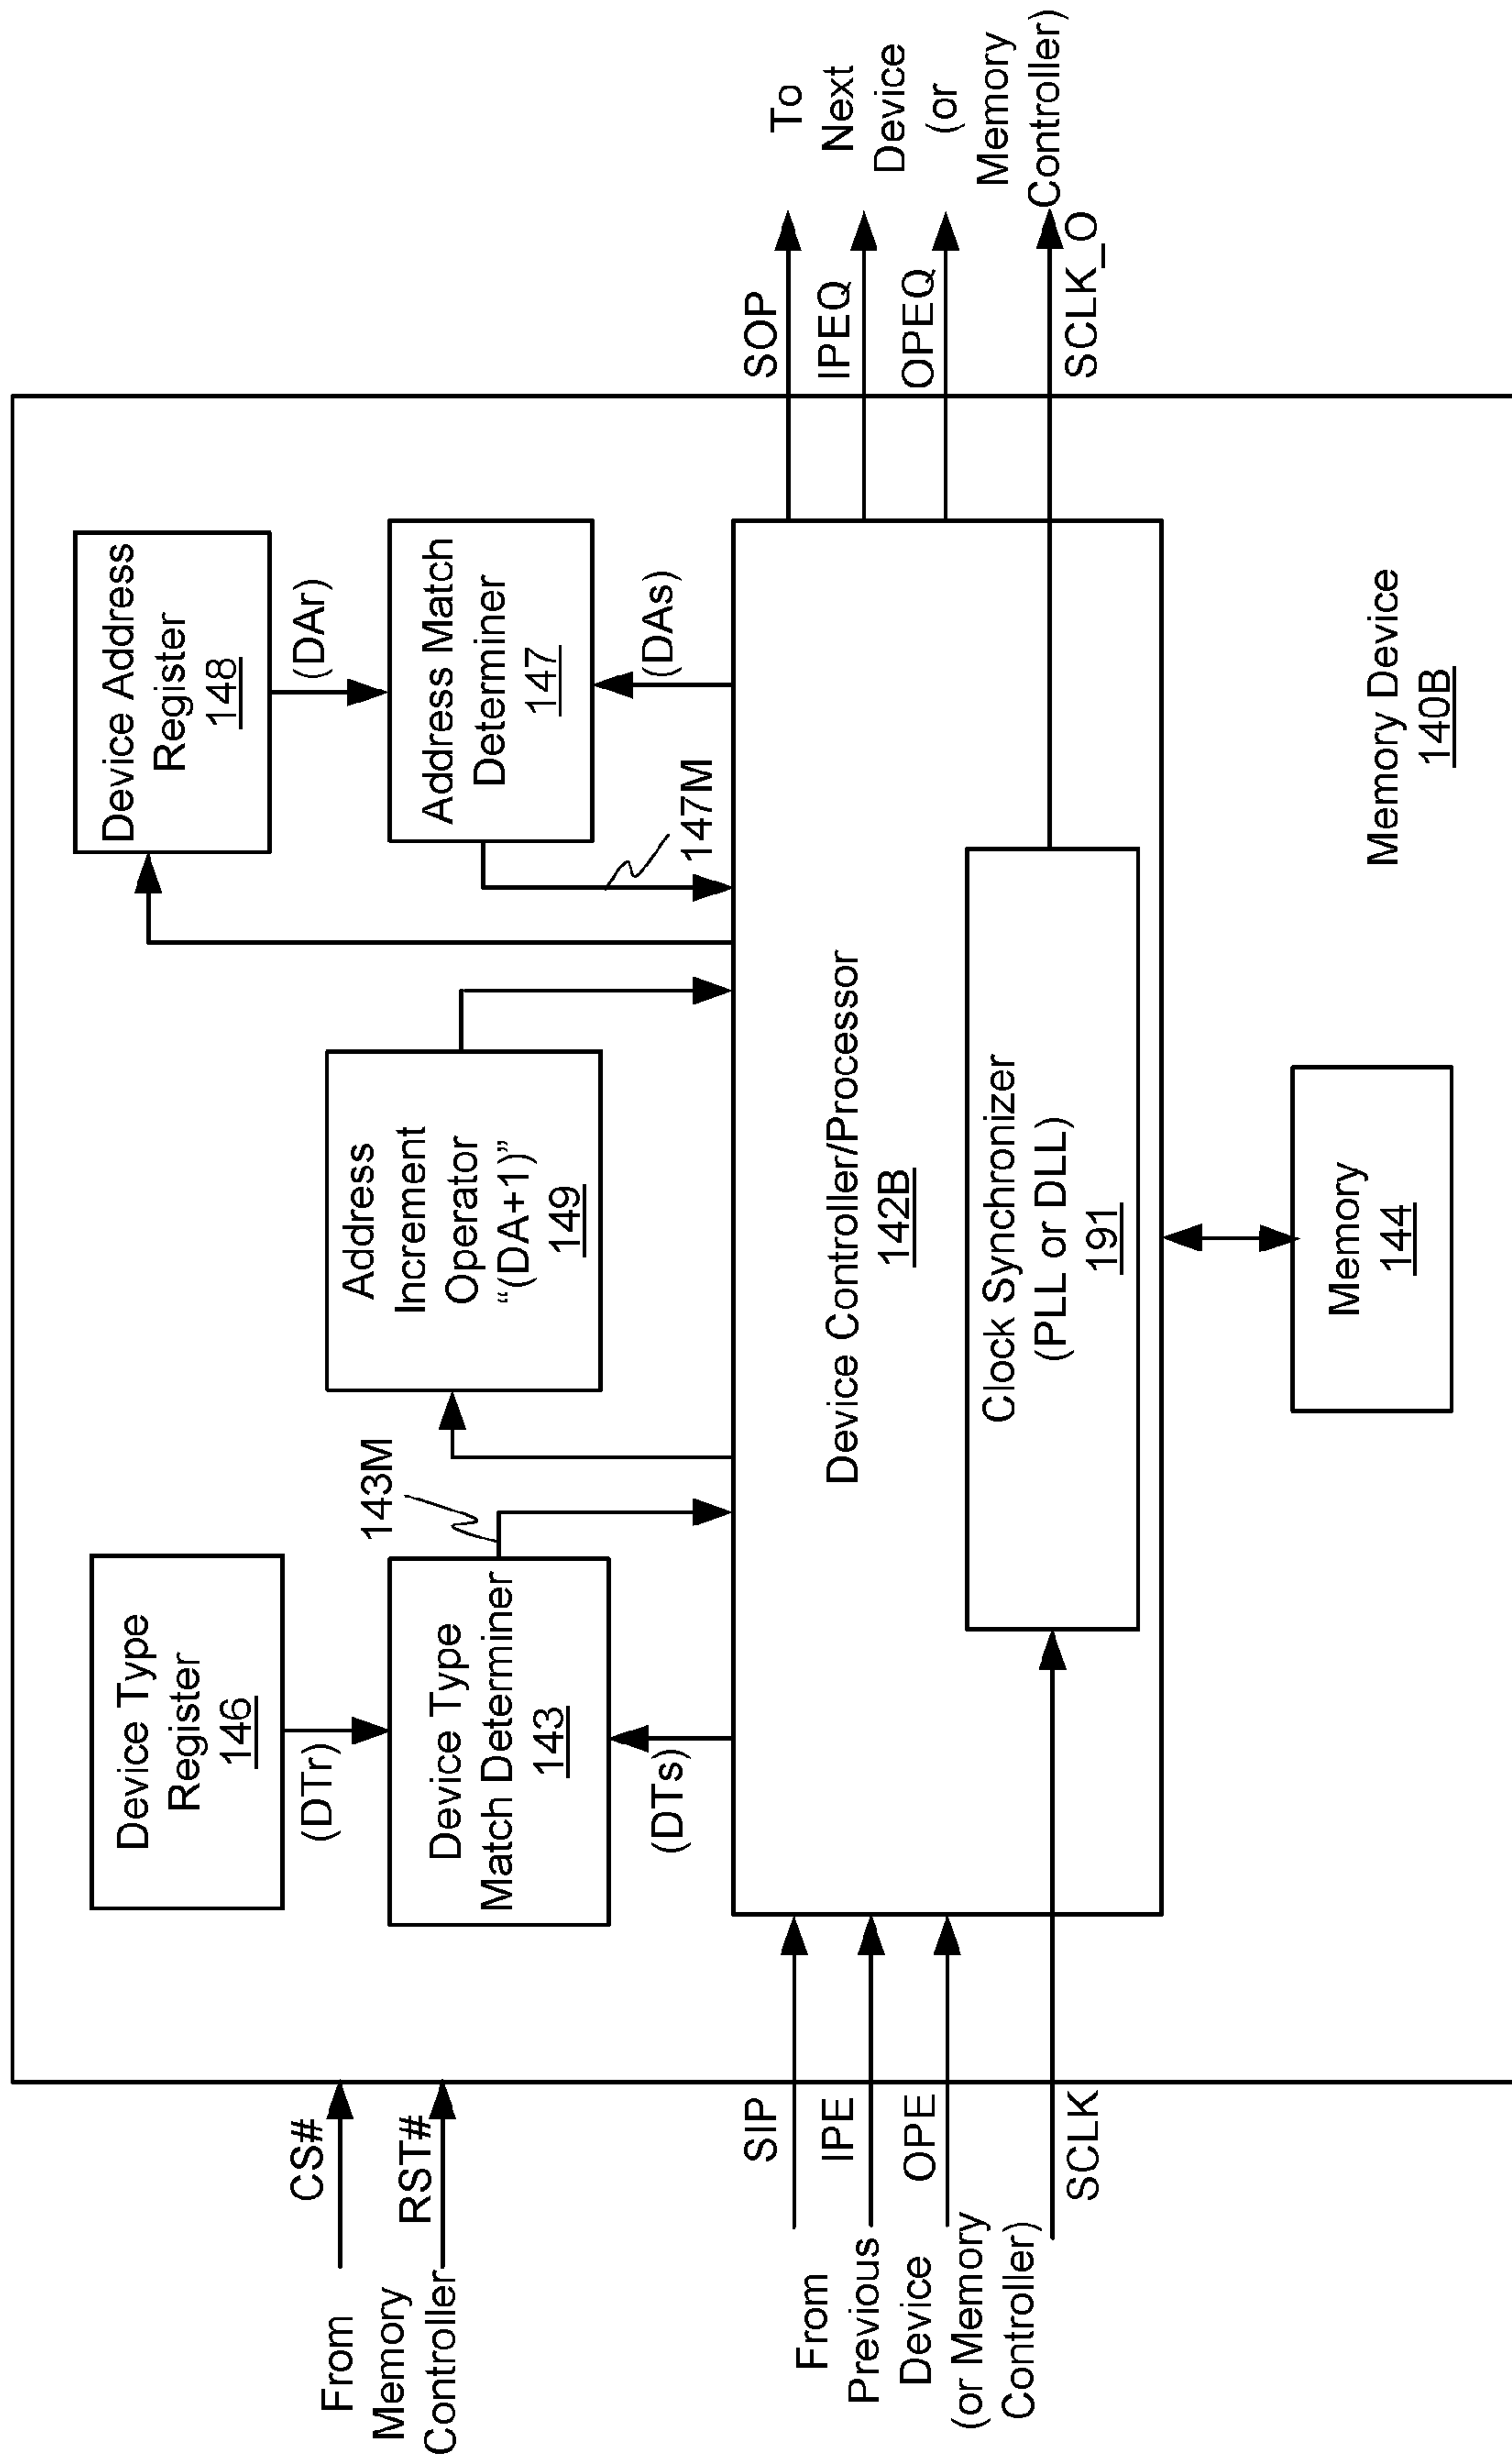 CS#
RST#
From
Memory
Controller
SIP
IPE
OPE
SCLK
From
Previous
Device
(or Memory
Controller)
Device Type
Register
146
(DTr)
Device Type
Match Determiner
143
(DTs)
143M
Address
Increment
Operator
“(DA+1)”
149
Device Address
Register
148
(DAr)
Address Match
Determiner
147
(DAs)
147M
Device Controller/Processor
142B
Clock Synchronizer
(PLL or DLL)
191
Memory
144
Memory Device
140B
SOP
IPEQ
OPEQ
SCLK_O
To
Next
Device
(or
Memory
Controller)